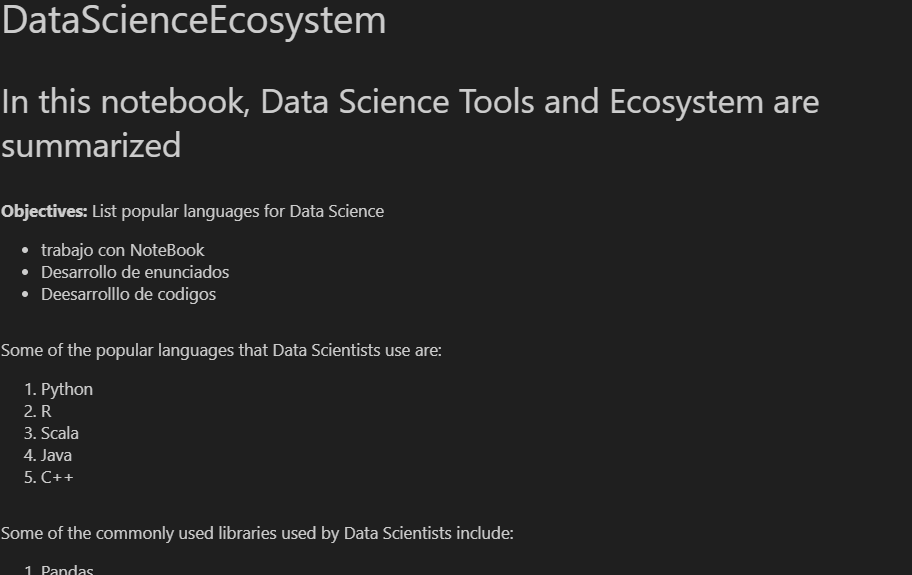 DataScienceEcosystem
In this notebook, Data Science Tools and Ecosystem are
summarized
Objectives: List popular languages for Data Science
• trabajo con NoteBook
• Desarrollo de enunciados
• Deesarrolllo de codigos
Some of the popular languages that Data Scientists use are:
1. Python
2. R
3. Scala
4. Java
5. C++
Some of the commonly used libraries used by Data Scientists include:
1. Pandas